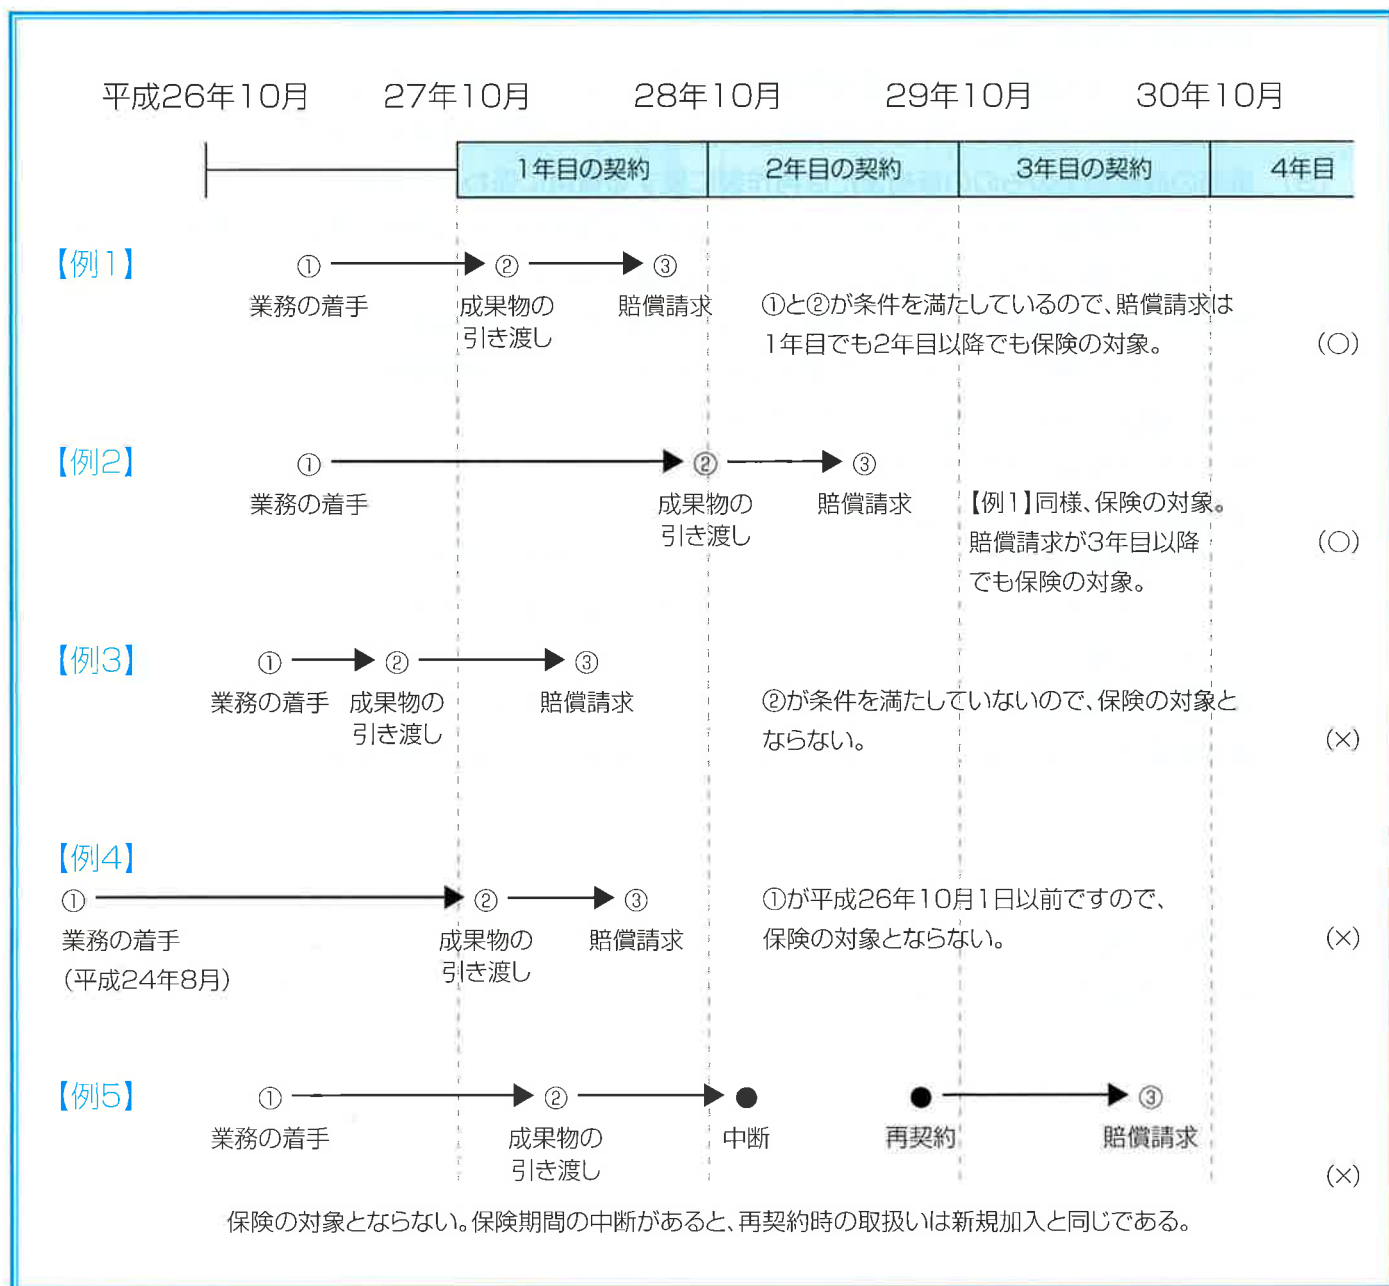 平成26年10月 27年10月 28年10月 29年10月 30年10月
1年目の契約 2年目の契約 3年目の契約 4年目
【例1】
① ② ③
業務の着手 成果物の引き渡し 賠償請求
①と②が条件を満たしているので、賠償請求は
1年目でも2年目以降でも保険の対象。 (○)
【例2】
① ② ③
業務の着手 成果物の引き渡し 賠償請求
【例1】同様、保険の対象。
賠償請求が3年目以降 (○)
でも保険の対象。
【例3】
① ② ③
業務の着手 成果物の引き渡し 賠償請求
②が条件を満たしていないので、保険の対象と
ならない。 (×)
【例4】
① ② ③
業務の着手 成果物の引き渡し 賠償請求
(平成24年8月)
①が平成26年10月1日以前ですので、
保険の対象とならない。 (×)
【例5】
① ② ● ● ③
業務の着手 成果物の引き渡し 中断 再契約 賠償請求
(×)
保険の対象とならない。保険期間の中断があると、再契約時の取扱いは新規加入と同じである。